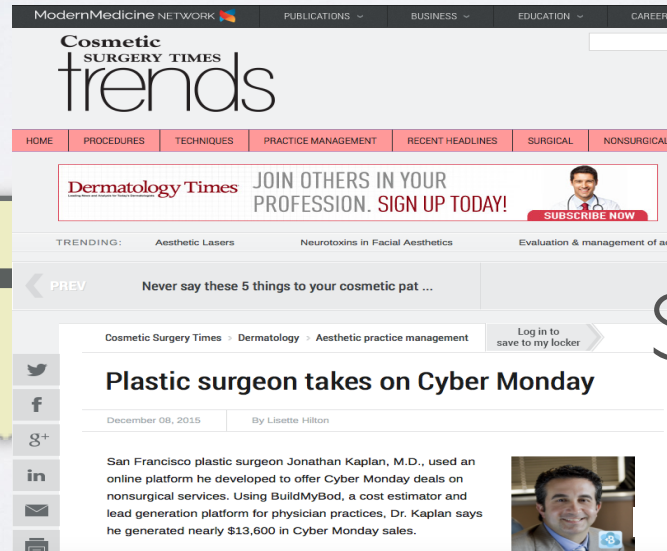 ModernMedicine NETWORK PUBLICATIONS BUSINESS EDUCATION CAREER
Cosmetic
SURGERY TIMES
trends
HOME PROCEDURES TECHNIQUES PRACTICE MANAGEMENT RECENT HEADLINES SURGICAL NONSURGICAL
Dermatology Times
JOIN OTHERS IN YOUR
PROFESSION. SIGN UP TODAY!
SUBSCRIBE NOW
TRENDING: Aesthetic Lasers Neurotoxins in Facial Aesthetics Evaluation & management of
PREV Never say these 5 things to your cosmetic pat ...
Cosmetic Surgery Times > Dermatology > Aesthetic practice management
Log in to
save to my locker
Plastic surgeon takes on Cyber Monday
December 08, 2015 By Lisette Hilton
San Francisco plastic surgeon Jonathan Kaplan, M.D., used an
online platform he developed to offer Cyber Monday deals on
nonsurgical services. Using BuildMyBod, a cost estimator and
lead generation platform for physician practices, Dr. Kaplan says
he generated nearly $13,600 in Cyber Monday sales.